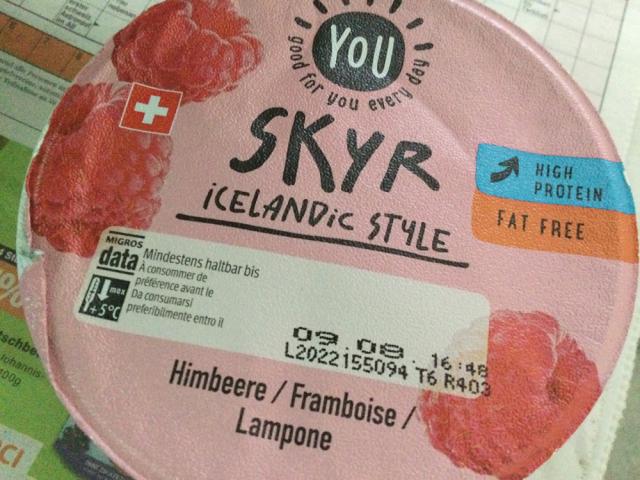 YOU
good for you every day
SKYR
iCELANDiC STYLE
HIGH
PROTEIN
FAT FREE
MIGROS
data
max
+5°C
Mindestens haltbar bis
À consommer de
préférence avant le
Da consumarsi
preferibilmente entro il
09.08. 16:48
L2022155094 T6 R403
Himbeere / Framboise /
Lampone